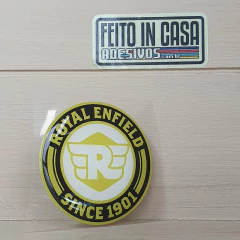 FEITO IN CASA
ADESIVOS
ROYAL ENFIELD
R
SINCE 1901